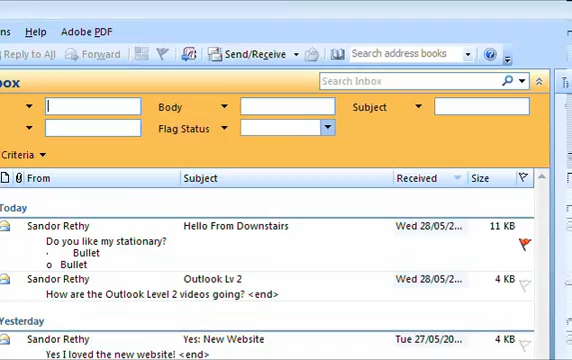 ns Help Adobe PDF
Reply to All Forward Send/Receive Search address books
box Search Inbox
Body Subject
Flag Status
Criteria
From Subject Received Size
Today
Sandor Rethy Hello From Downstairs Wed 28/05/2... 11 KB
Do you like my stationary?
· Bullet
o Bullet
Sandor Rethy Outlook Lv 2 Wed 28/05/2... 4 KB
How are the Outlook Level 2 videos going? <end>
Yesterday
Sandor Rethy Yes: New Website Tue 27/05/20... 4 KB
Yes I loved the new website! <end>